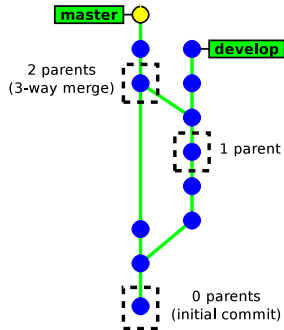 master
develop
2 parents
(3-way merge)
1 parent
0 parents
(initial commit)